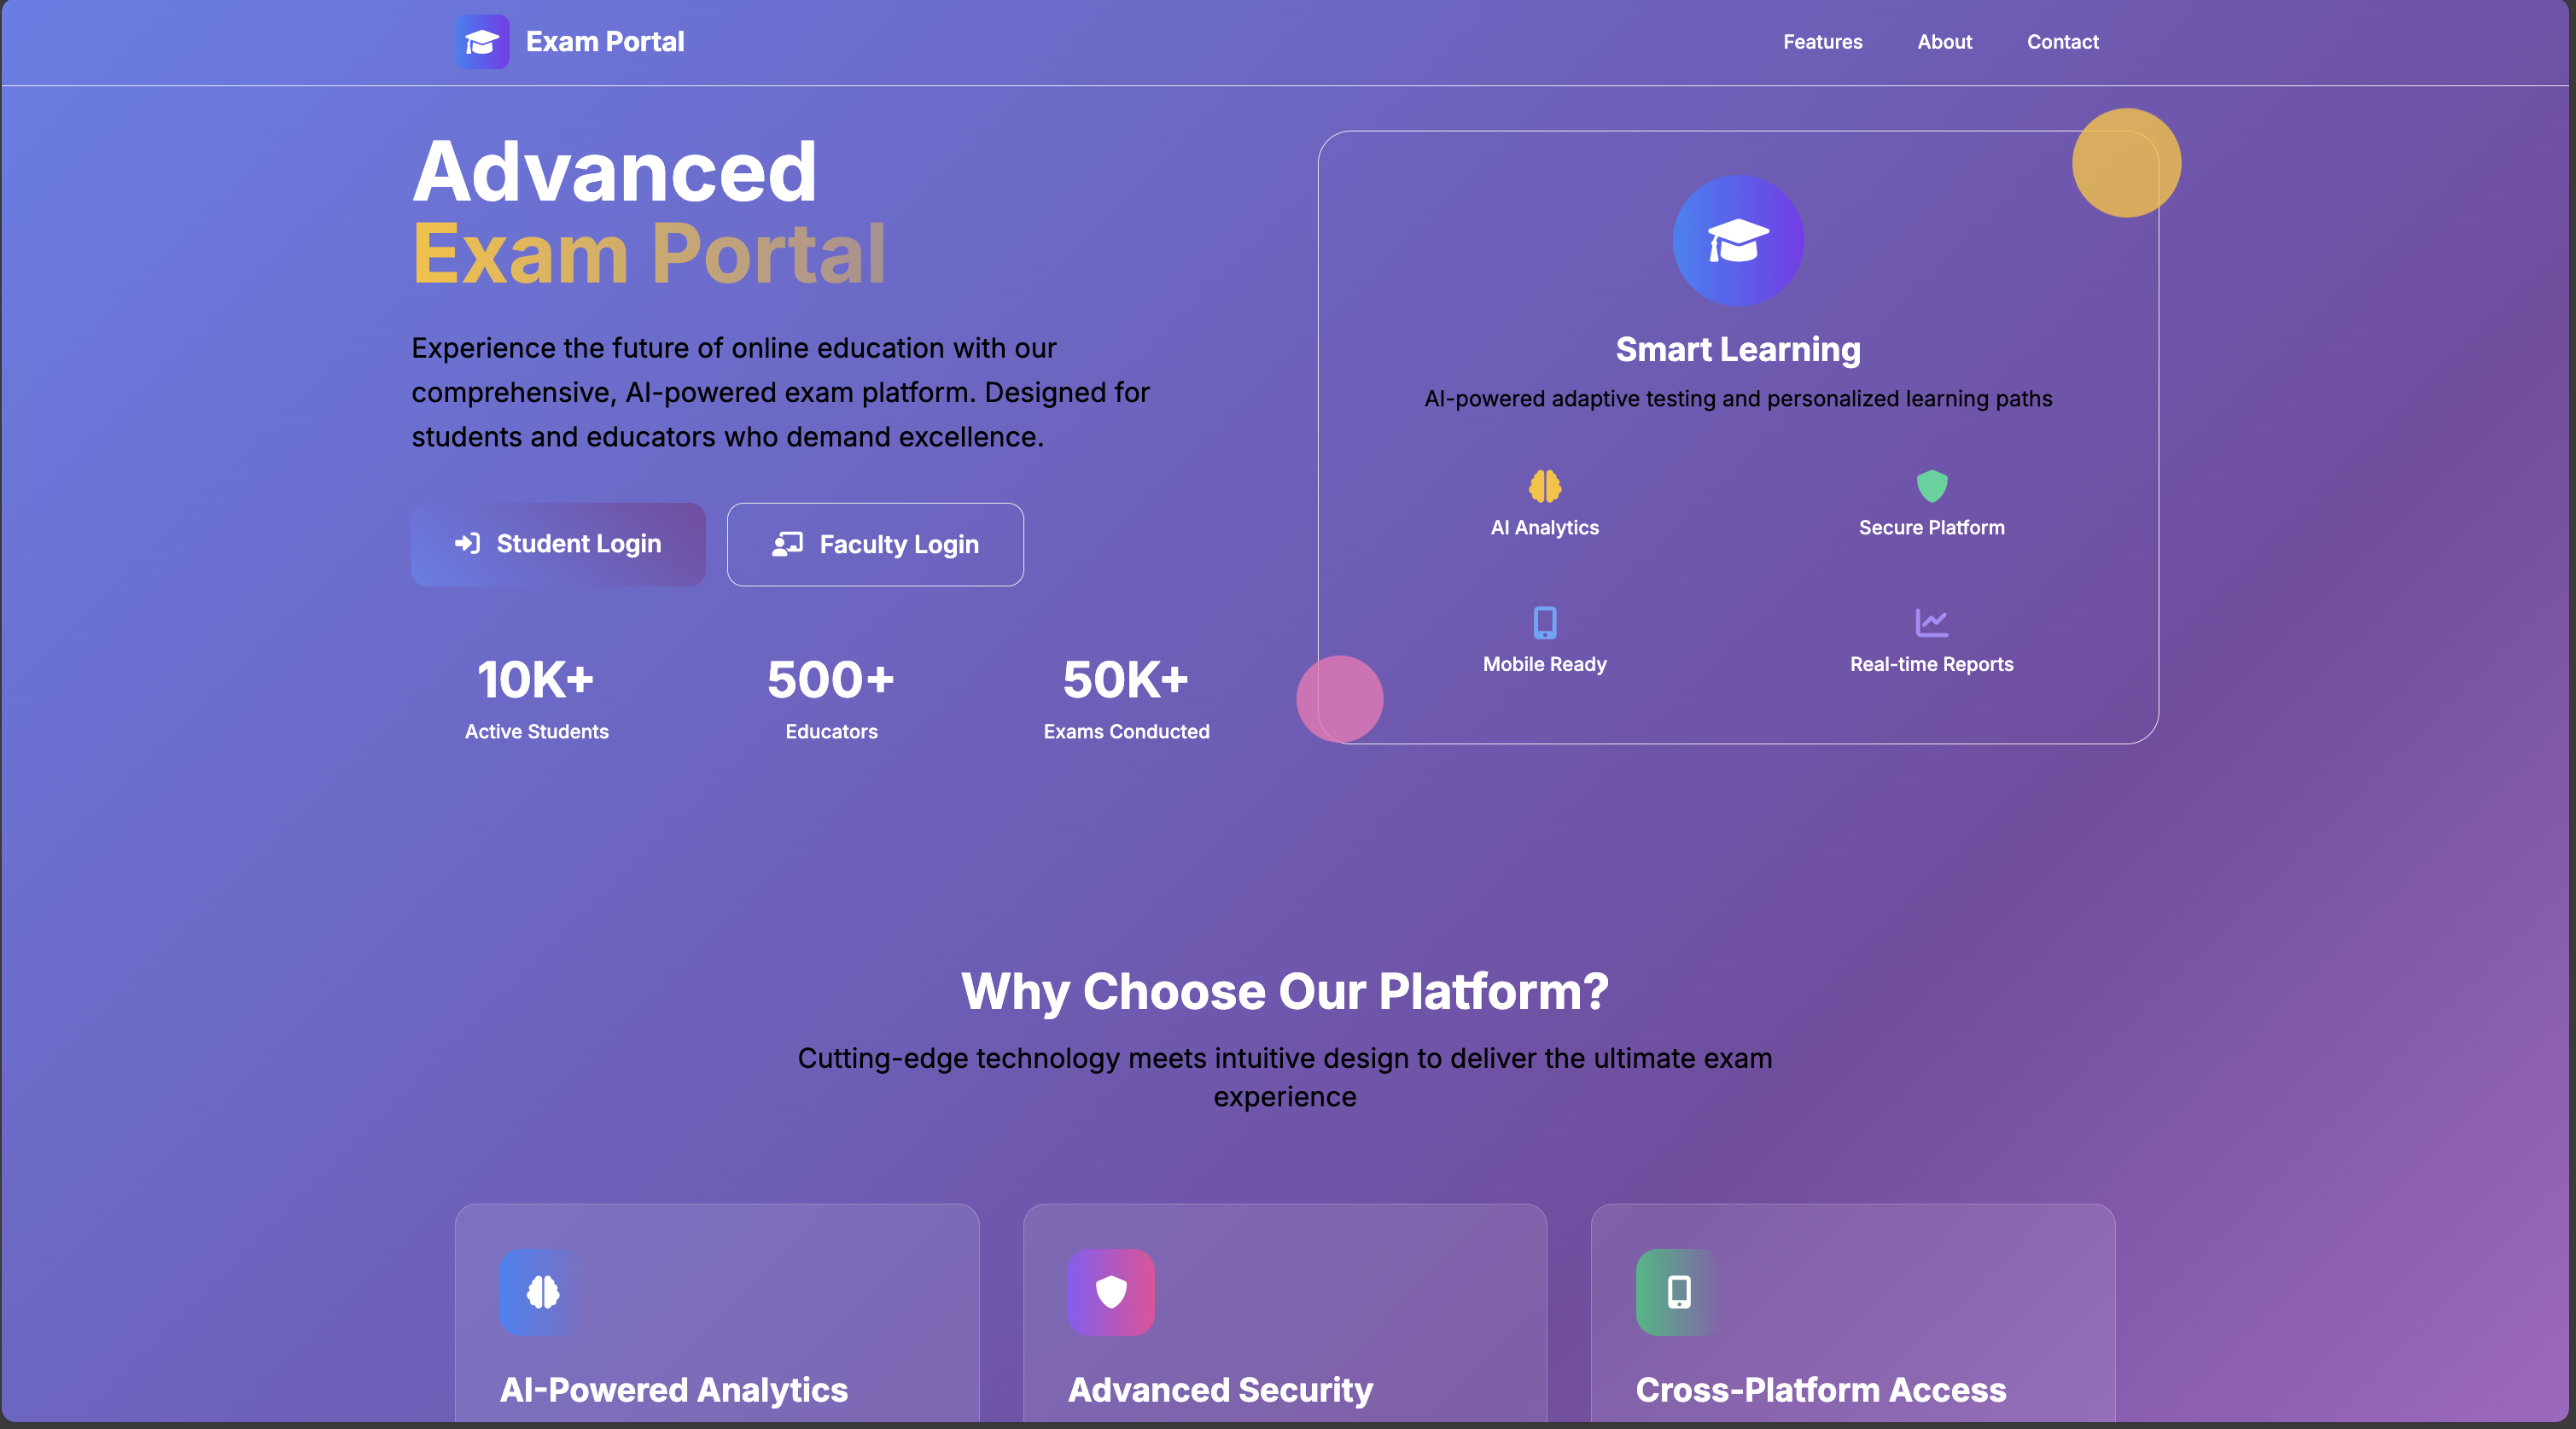 Exam Portal
Features
About
Contact
Advanced
Exam Portal
Experience the future of online education with our
comprehensive, AI-powered exam platform. Designed for
students and educators who demand excellence.
Student Login
Faculty Login
10K+
Active Students
500+
Educators
50K+
Exams Conducted
Smart Learning
AI-powered adaptive testing and personalized learning paths
AI Analytics
Secure Platform
Mobile Ready
Real-time Reports
Why Choose Our Platform?
Cutting-edge technology meets intuitive design to deliver the ultimate exam
experience
AI-Powered Analytics
Advanced Security
Cross-Platform Access